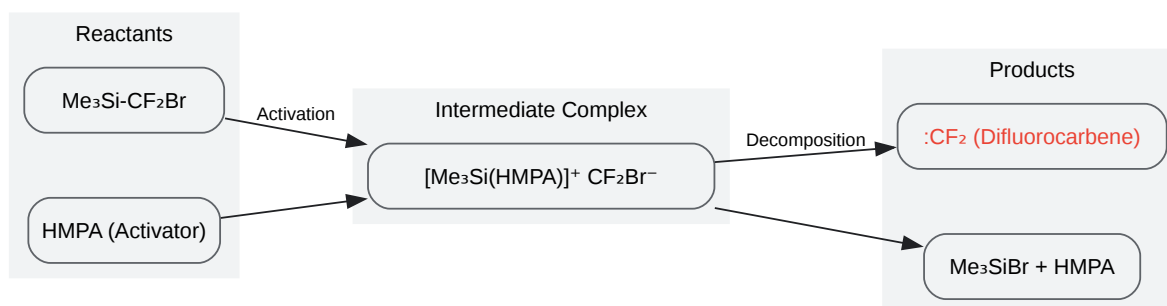 Reactants
Me₃Si-CF₂Br
HMPA (Activator)
Activation
Intermediate Complex
[Me₃Si(HMPA)]⁺ CF₂Br⁻
Decomposition
Products
:CF₂ (Difluorocarbene)
Me₃SiBr + HMPA